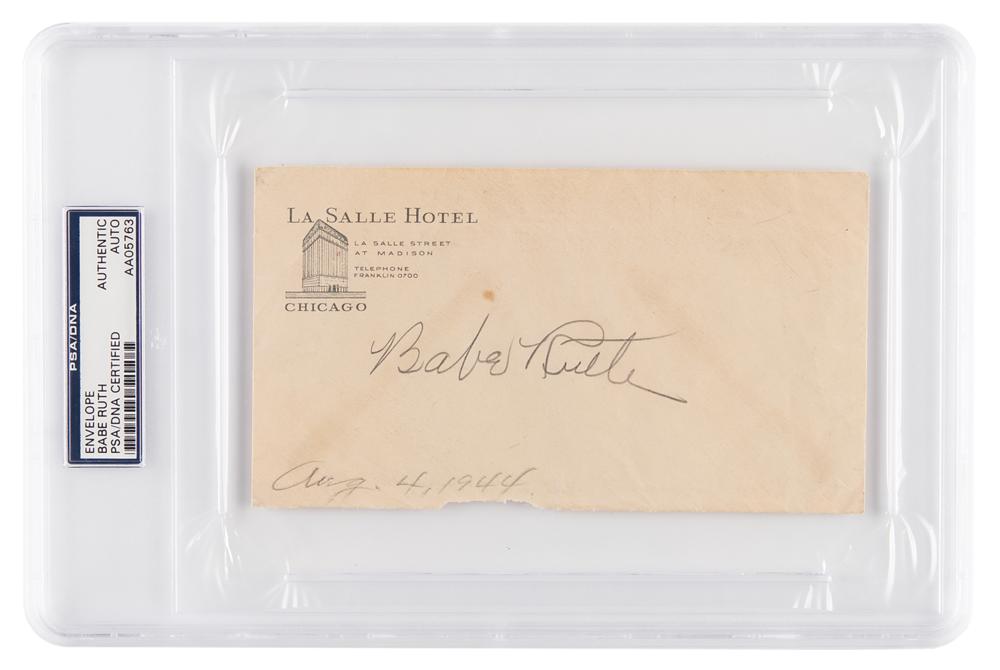 PSA/DNA
ENVELOPE
BABE RUTH
PSA/DNA CERTIFIED
AUTHENTIC
AUTO
AA05763
LA SALLE HOTEL
LA SALLE STREET
AT MADISON
TELEPHONE
FRANKLIN 0700
CHICAGO
Babe Ruth
Aug. 4, 1944